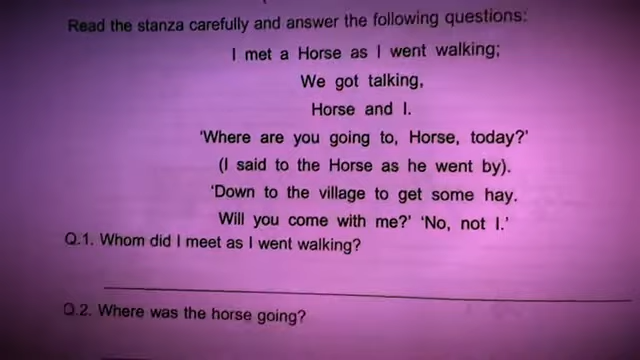 Read the stanza carefully and answer the following questions:
I met a Horse as I went walking;
We got talking,
Horse and I.
'Where are you going to, Horse, today?'
(I said to the Horse as he went by).
'Down to the village to get some hay.
Will you come with me?' 'No, not I.'
Q.1. Whom did I meet as I went walking?
Q.2. Where was the horse going?